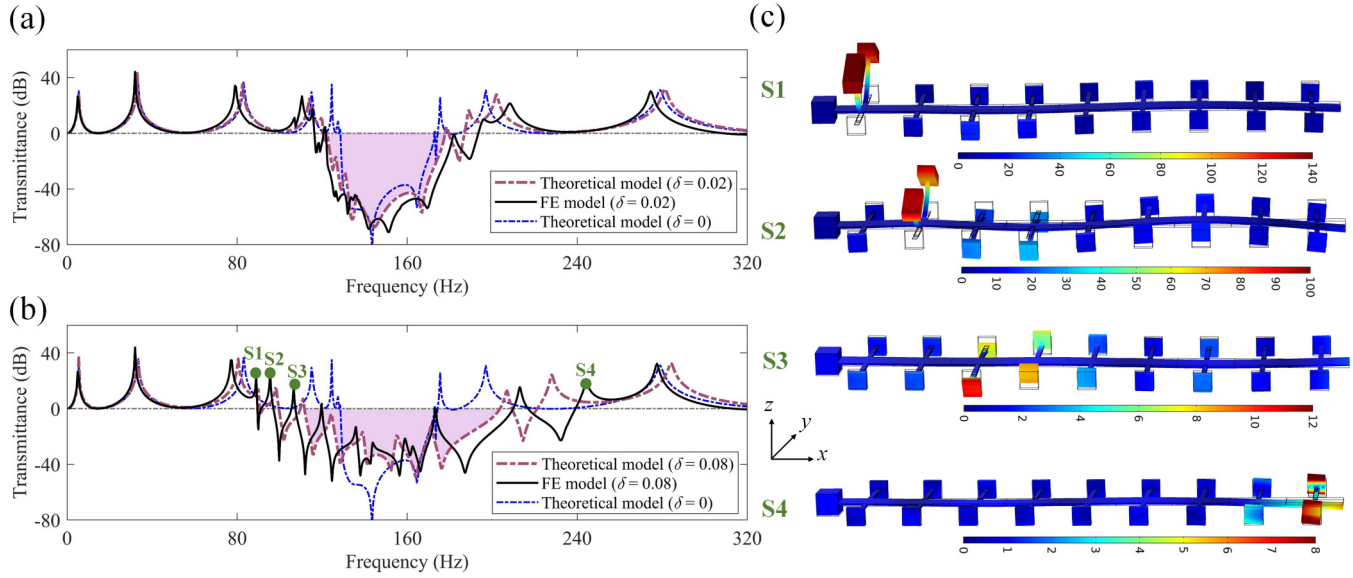 (a)
Transmittance (dB)
40
0
-40
-80
0
80
160
240
320
Frequency (Hz)
Theoretical model (δ = 0.02)
FE model (δ = 0.02)
Theoretical model (δ = 0)
(b)
Transmittance (dB)
40
0
-40
-80
S1
S2
S3
S4
0
80
160
240
320
Frequency (Hz)
Theoretical model (δ = 0.08)
FE model (δ = 0.08)
Theoretical model (δ = 0)
(c)
S1
0 20 40 60 80 100 120 140
S2
0 10 20 30 40 50 60 70 80 90 100
S3
0 2 4 6 8 10 12
z
y
x
S4
0 1 2 3 4 5 6 7 8